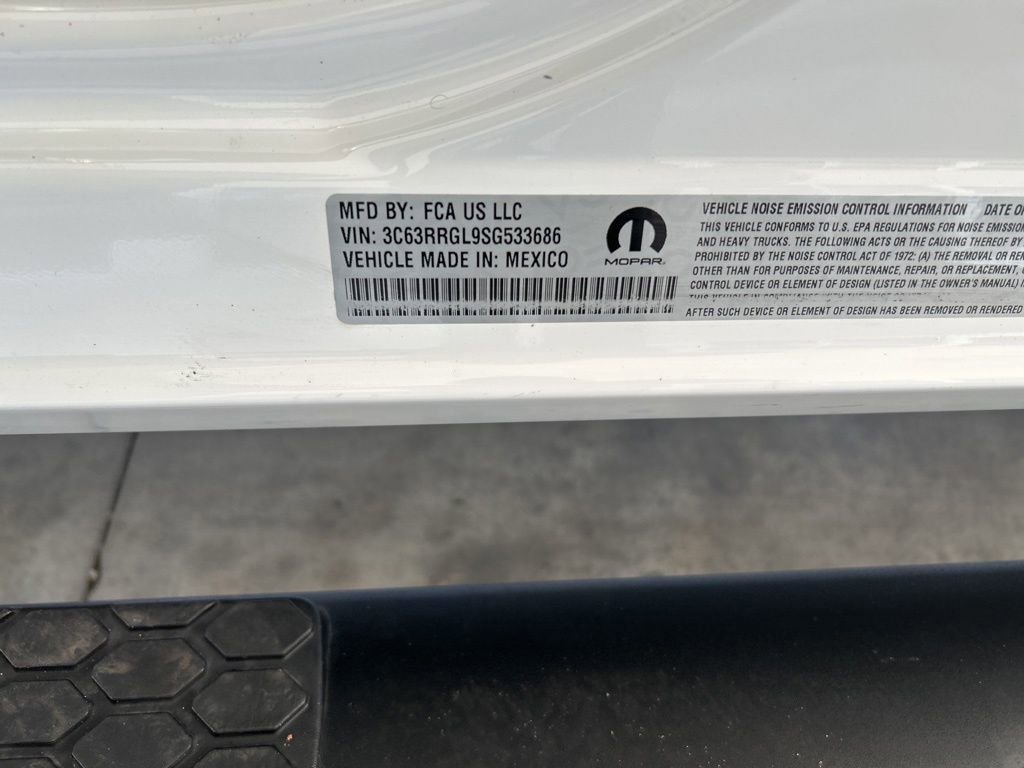 MFD BY: FCA US LLC
VIN: 3C63RRGL9SG533686
VEHICLE MADE IN: MEXICO
MOPAR
VEHICLE NOISE EMISSION CONTROL INFORMATION DATE O
THIS VEHICLE CONFORMS TO U.S. EPA REGULATIONS FOR NOISE EMISSION
AND HEAVY TRUCKS. THE FOLLOWING ACTS OR THE CAUSING THEREOF BY
PROHIBITED BY THE NOISE CONTROL ACT OF 1972: (A) THE REMOVAL OR
OTHER THAN FOR PURPOSES OF MAINTENANCE, REPAIR, OR REPLACEMENT,
CONTROL DEVICE OR ELEMENT OF DESIGN (LISTED IN THE OWNER'S MANUAL)
AFTER SUCH DEVICE OR ELEMENT OF DESIGN HAS BEEN REMOVED OR RENDERED